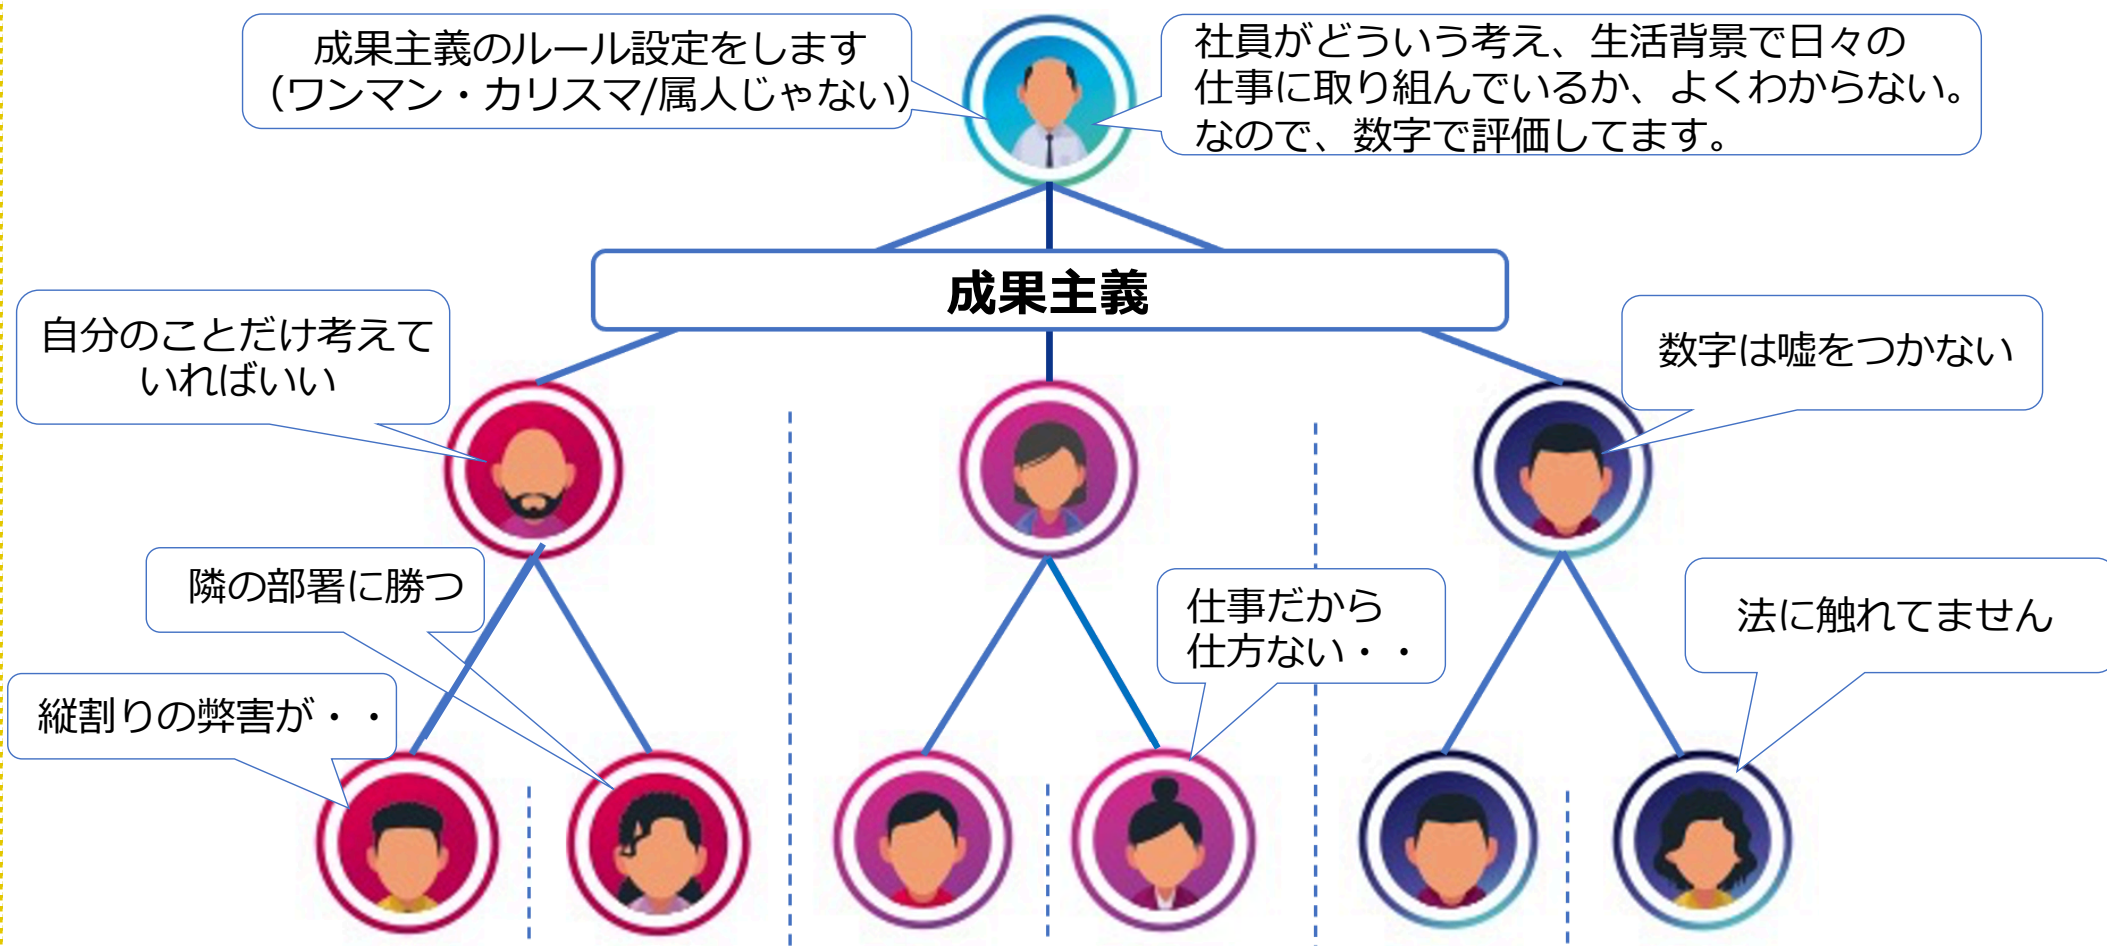 成果主義のルール設定をします
（ワンマン・カリスマ/属人じゃない）
社員がどういう考え、生活背景で日々の
仕事に取り組んでいるか、よくわからない。
なので、数字で評価してます。
成果主義
自分のことだけ考えて
いればいい
数字は嘘をつかない
隣の部署に勝つ
仕事だから
仕方ない・・
法に触れてません
縦割りの弊害が・・